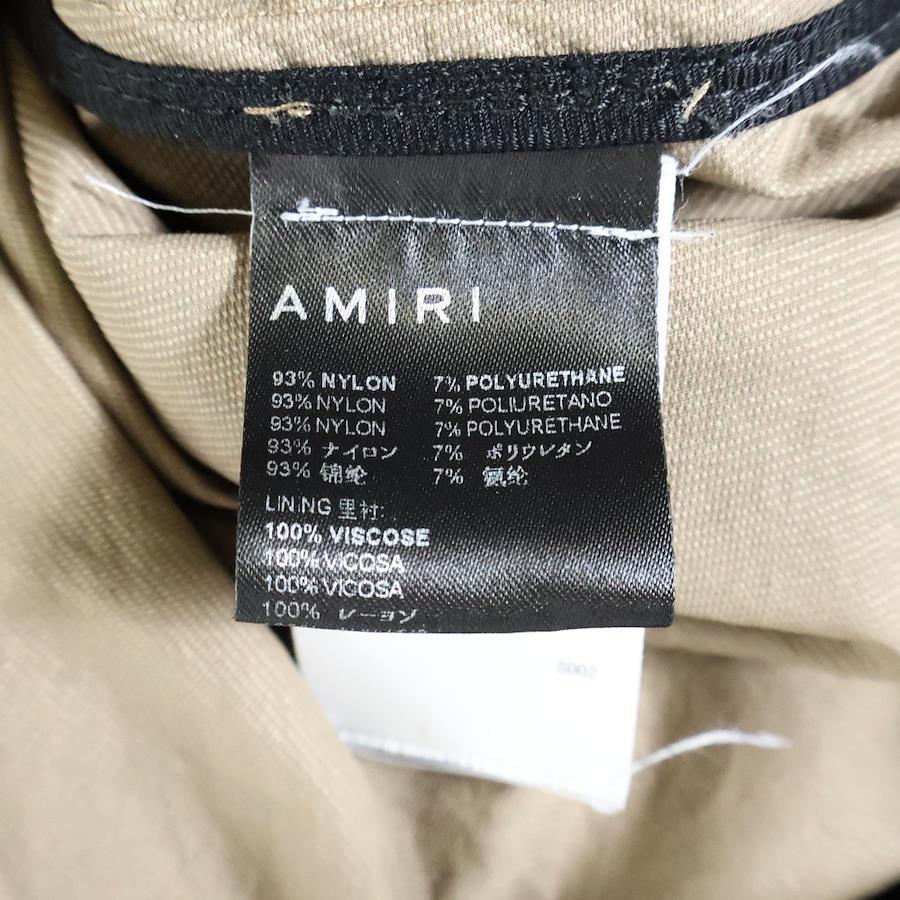 AMIRI
93% NYLON 7% POLYURETHANE
93% NYLON 7% POLIURETANO
93% NYLON 7% POLYURETHANE
93% ナイロン 7% ポリウレタン
93% 锦纶 7% 氨纶
LINING 里衬:
100% VISCOSE
100% VICOSA
100% VICOSA
100% レーヨン